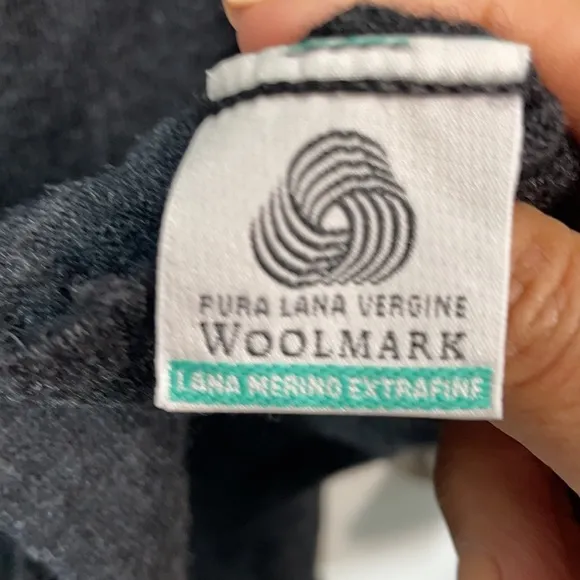 PURA LANA VERGINE
WOOLMARK
LANA MERINO EXTRAFINE